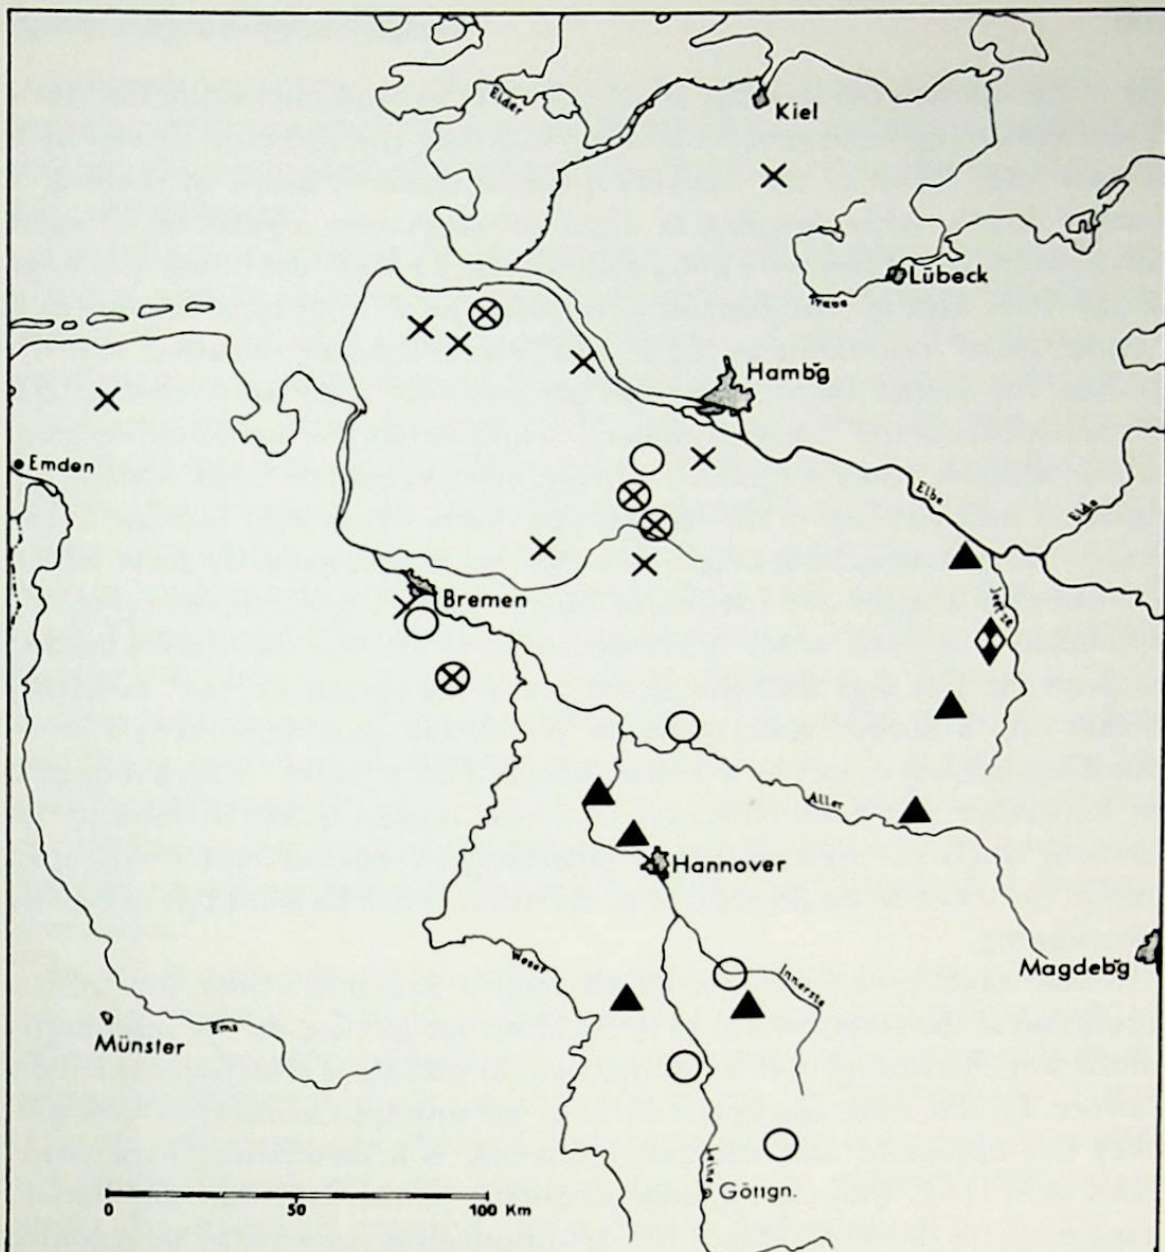 Eider
Kiel
Lübeck
Trave
Hambg
Emden
Elbe
Elde
Bremen
Jeetze
Aller
Hannover
Magdebg
Innerste
Weser
Ems
Münster
Leine
Göttgn.
0 50 100 Km